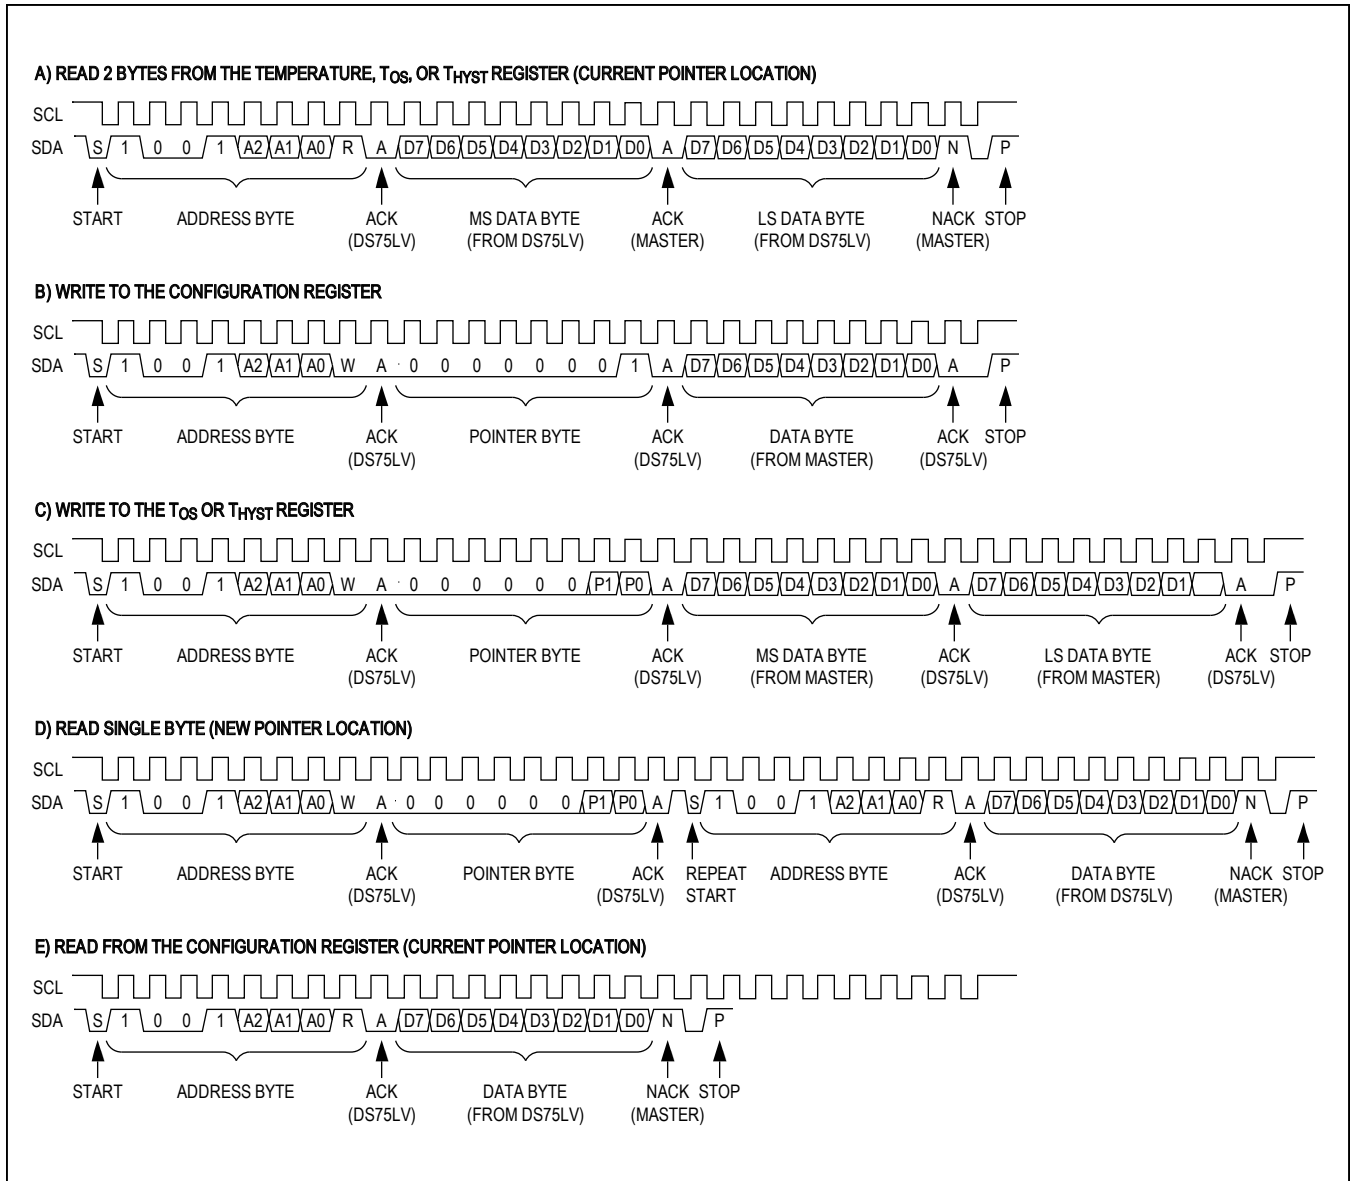 A) READ 2 BYTES FROM THE TEMPERATURE, TOS, OR THYST REGISTER (CURRENT POINTER LOCATION)
SCL
SDA S 1 0 0 1 A2 A1 A0 R A D7 D6 D5 D4 D3 D2 D1 D0 A D7 D6 D5 D4 D3 D2 D1 D0 N P
START ADDRESS BYTE ACK MS DATA BYTE ACK LS DATA BYTE NACK STOP
(DS75LV) (FROM DS75LV) (MASTER) (FROM DS75LV) (MASTER)
B) WRITE TO THE CONFIGURATION REGISTER
SCL
SDA S 1 0 0 1 A2 A1 A0 W A 0 0 0 0 0 0 0 1 A D7 D6 D5 D4 D3 D2 D1 D0 A P
START ADDRESS BYTE ACK POINTER BYTE ACK DATA BYTE ACK STOP
(DS75LV) (DS75LV) (FROM MASTER) (DS75LV)
C) WRITE TO THE TOS OR THYST REGISTER
SCL
SDA S 1 0 0 1 A2 A1 A0 W A 0 0 0 0 0 0 P1 P0 A D7 D6 D5 D4 D3 D2 D1 D0 A D7 D6 D5 D4 D3 D2 D1 A P
START ADDRESS BYTE ACK POINTER BYTE ACK MS DATA BYTE ACK LS DATA BYTE ACK STOP
(DS75LV) (DS75LV) (FROM MASTER) (DS75LV) (FROM MASTER) (DS75LV)
D) READ SINGLE BYTE (NEW POINTER LOCATION)
SCL
SDA S 1 0 0 1 A2 A1 A0 W A 0 0 0 0 0 0 P1 P0 A S 1 0 0 1 A2 A1 A0 R A D7 D6 D5 D4 D3 D2 D1 D0 N P
START ADDRESS BYTE ACK POINTER BYTE ACK REPEAT ADDRESS BYTE ACK DATA BYTE NACK STOP
(DS75LV) (DS75LV) START (DS75LV) (FROM DS75LV) (MASTER)
E) READ FROM THE CONFIGURATION REGISTER (CURRENT POINTER LOCATION)
SCL
SDA S 1 0 0 1 A2 A1 A0 R A D7 D6 D5 D4 D3 D2 D1 D0 N P
START ADDRESS BYTE ACK DATA BYTE NACK STOP
(DS75LV) (FROM DS75LV) (MASTER)